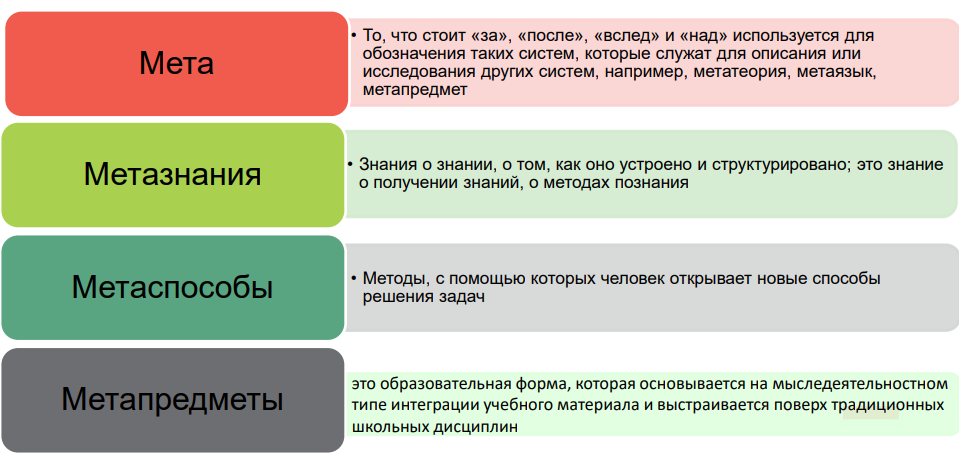 Мета
• То, что стоит «за», «после», «вслед» и «над» используется для
обозначения таких систем, которые служат для описания или
исследования других систем, например, метатеория, метаязык,
метапредмет
Метазнания
• Знания о знании, о том, как оно устроено и структурировано; это знание
о получении знаний, о методах познания
Метаспособы
• Методы, с помощью которых человек открывает новые способы
решения задач
Метапредметы
это образовательная форма, которая основывается на мыследеятельностном
типе интеграции учебного материала и выстраивается поверх традиционных
школьных дисциплин